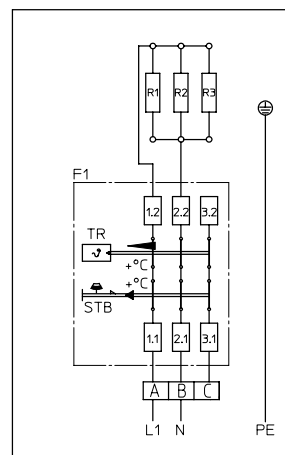 R1 R2 R3
F1
1.2 2.2 3.2
TR
+°C
+°C
STB
1.1 2.1 3.1
A B C
L1 N PE